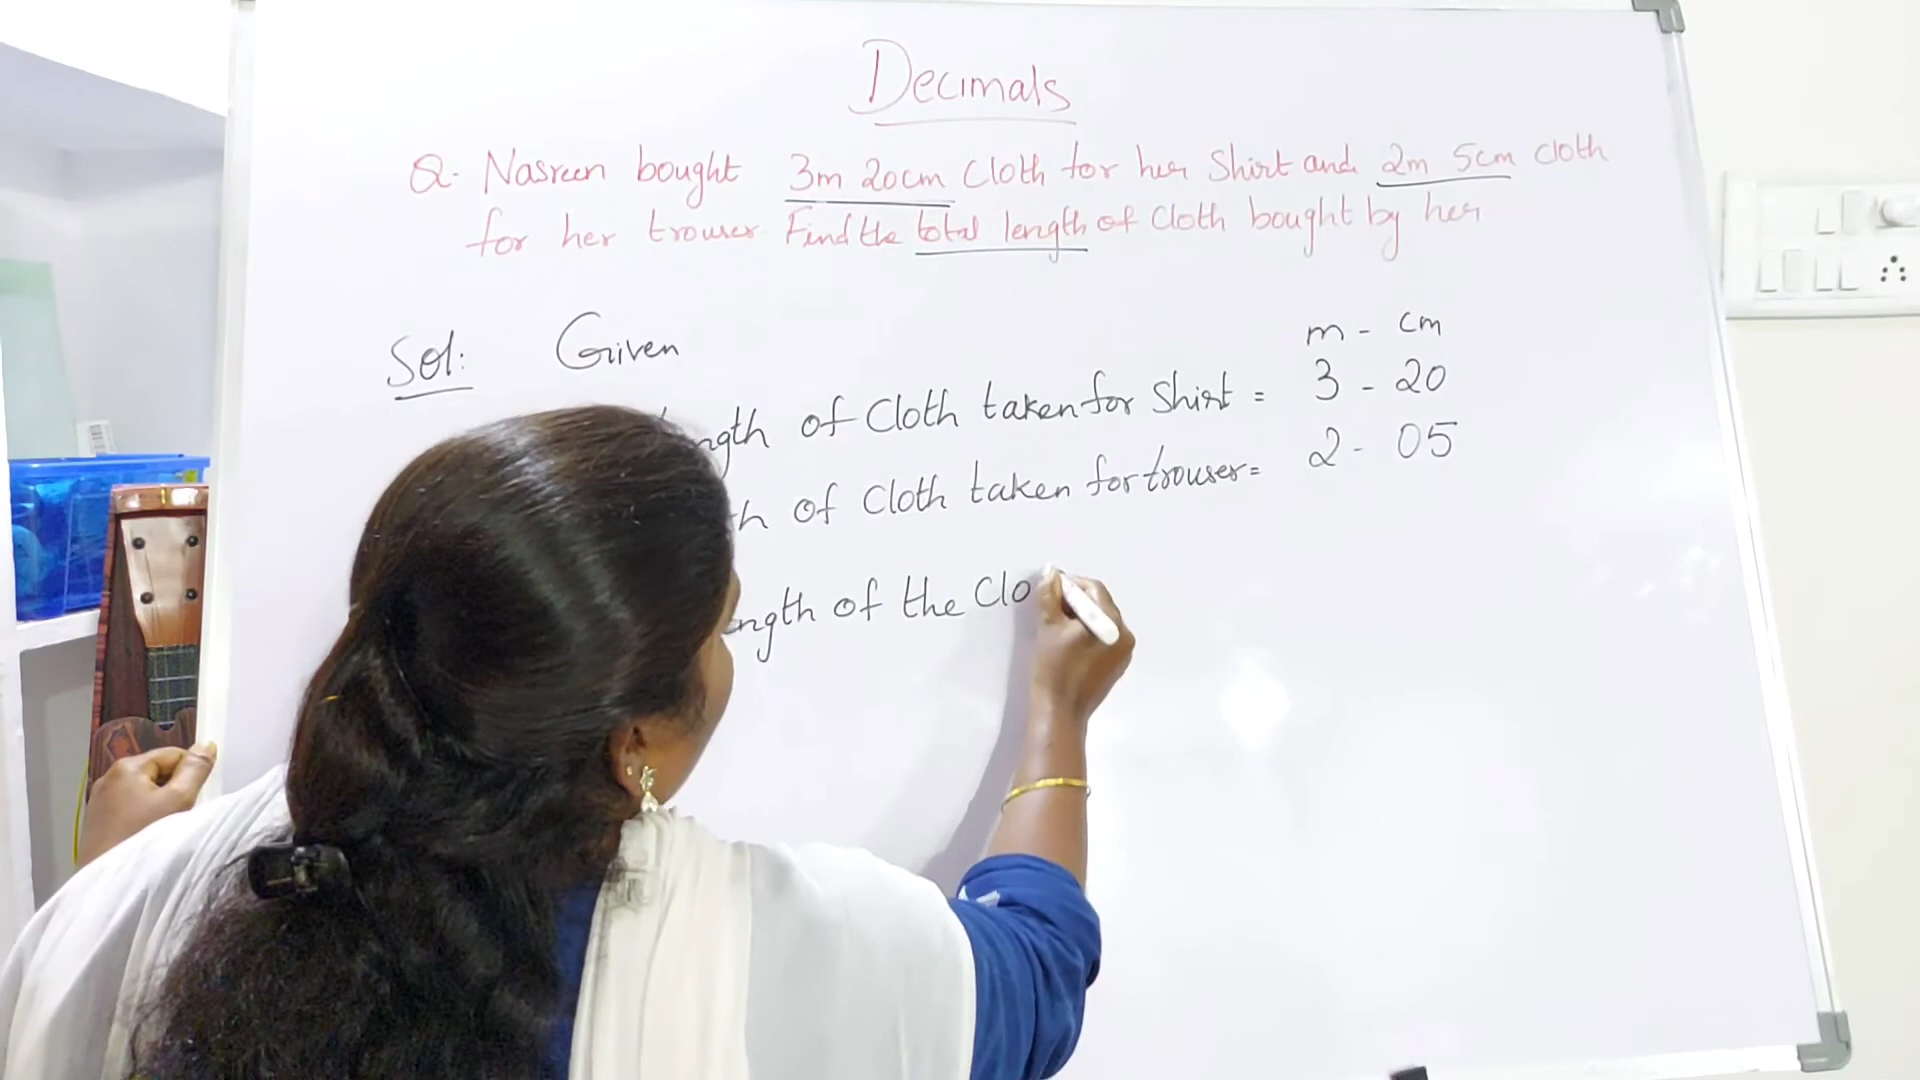 Decimals
Q. Nasreen bought 3m 20cm Cloth for her Shirt and 2m 5cm cloth
for her trouser Find the total length of Cloth bought by her
Sol: Given
m - cm
of Cloth taken for Shirt = 3 - 20
of Cloth taken for trouser = 2 - 05
of the Clo